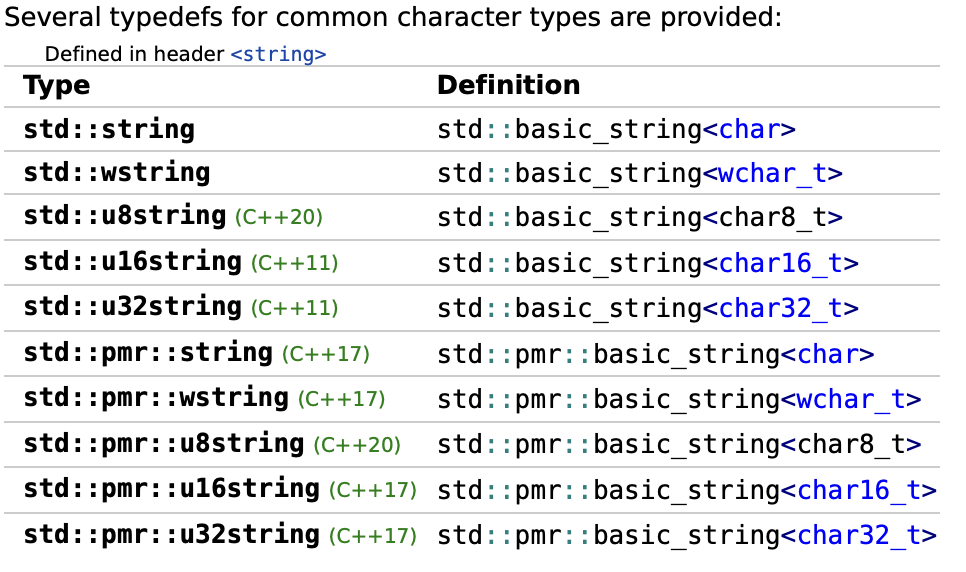 Several typedefs for common character types are provided:
Defined in header <string>
Type Definition
std::string std::basic_string<char>
std::wstring std::basic_string<wchar_t>
std::u8string (C++20) std::basic_string<char8_t>
std::u16string (C++11) std::basic_string<char16_t>
std::u32string (C++11) std::basic_string<char32_t>
std::pmr::string (C++17) std::pmr::basic_string<char>
std::pmr::wstring (C++17) std::pmr::basic_string<wchar_t>
std::pmr::u8string (C++20) std::pmr::basic_string<char8_t>
std::pmr::u16string (C++17) std::pmr::basic_string<char16_t>
std::pmr::u32string (C++17) std::pmr::basic_string<char32_t>